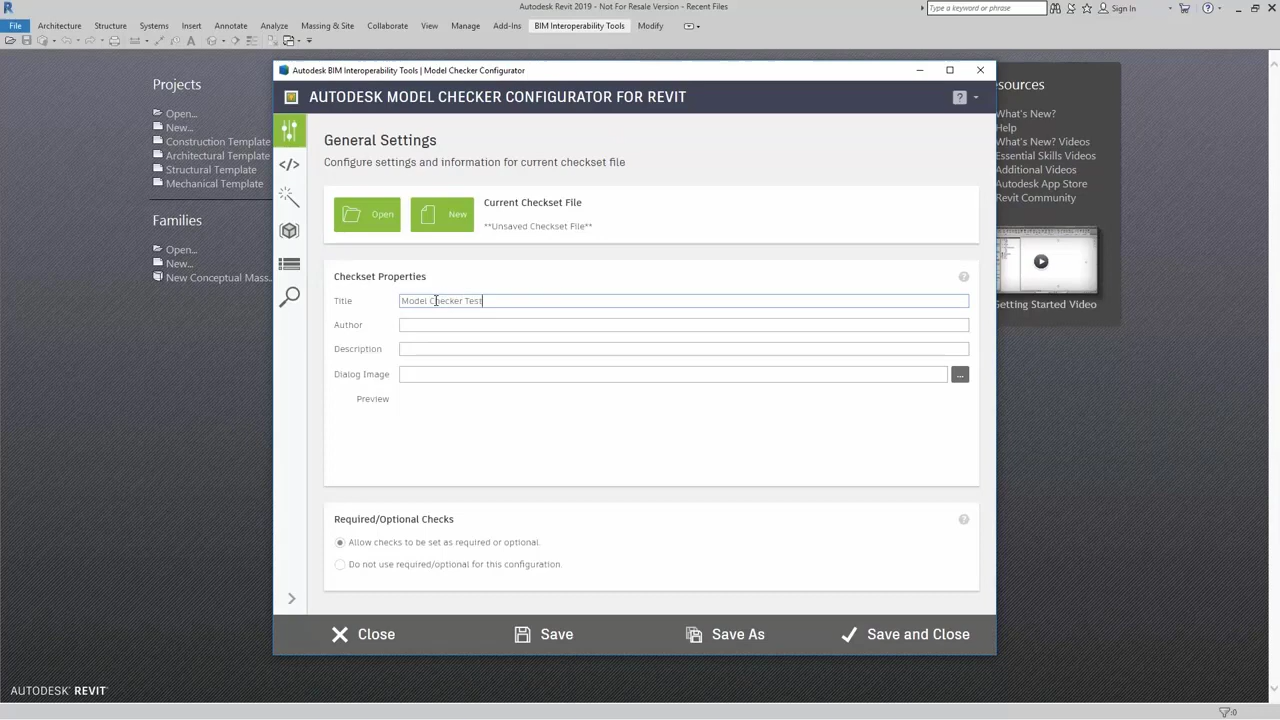 Autodesk Revit 2019 - Not For Resale Version - Recent Files
Type a keyword or phrase
Sign In
File Architecture Structure Systems Insert Annotate Analyze Massing & Site Collaborate View Manage Add-Ins BIM Interoperability Tools Modify
Projects
Open...
New...
Construction Template
Architectural Template
Structural Template
Mechanical Template
Families
Open...
New...
New Conceptual Mass...
Autodesk BIM Interoperability Tools | Model Checker Configurator
AUTODESK MODEL CHECKER CONFIGURATOR FOR REVIT
?
General Settings
Configure settings and information for current checkset file
Open
New
Current Checkset File
**Unsaved Checkset File**
Checkset Properties
?
Title Model Checker Test
Author
Description
Dialog Image
...
Preview
Required/Optional Checks
?
Allow checks to be set as required or optional.
Do not use required/optional for this configuration.
Close Save Save As Save and Close
esources
What's New?
Help
What's New? Videos
Essential Skills Videos
Additional Videos
Autodesk App Store
Revit Community
Getting Started Video
AUTODESK® REVIT®
:0